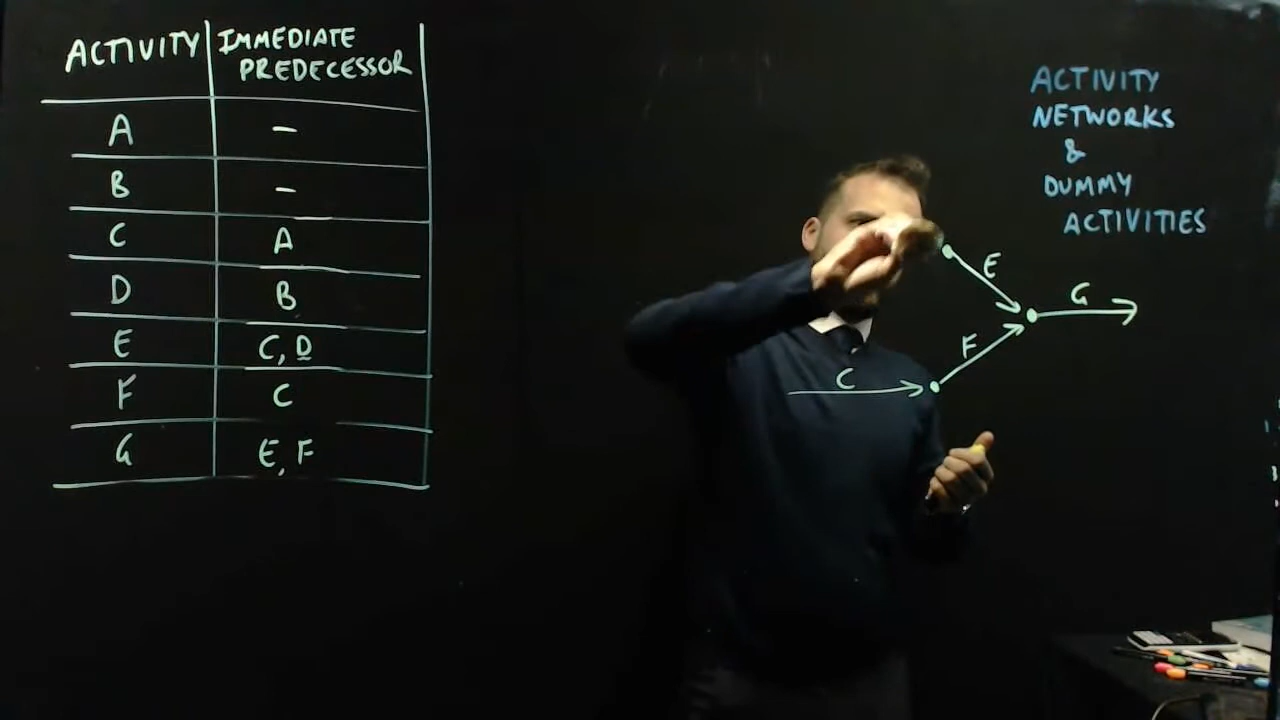 ACTIVITY IMMEDIATE PREDECESSOR
A -
B -
C A
D B
E C, D
F C
G E, F
ACTIVITY
NETWORKS
&
DUMMY
ACTIVITIES
E
G
F
C